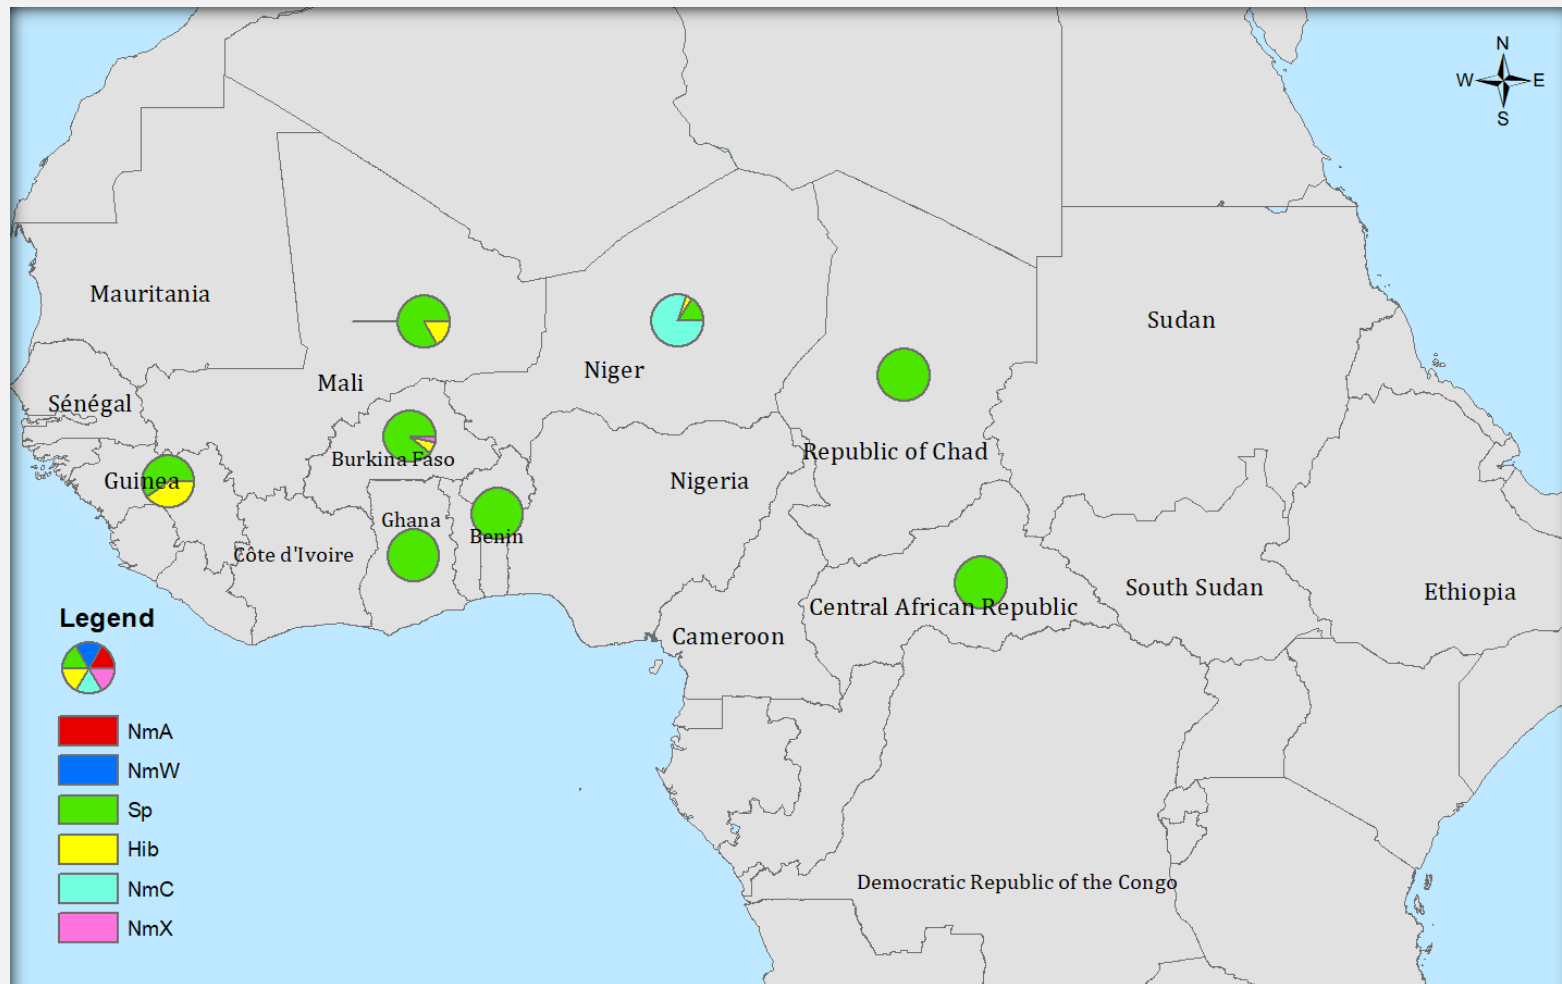 N
W E
S
Mauritania
Sudan
Niger
Mali
Sénégal
Republic of Chad
Burkina Faso
Guinea
Nigeria
Ghana
Benin
Côte d'Ivoire
South Sudan
Ethiopia
Central African Republic
Cameroon
Democratic Republic of the Congo
Legend
NmA
NmW
Sp
Hib
NmC
NmX